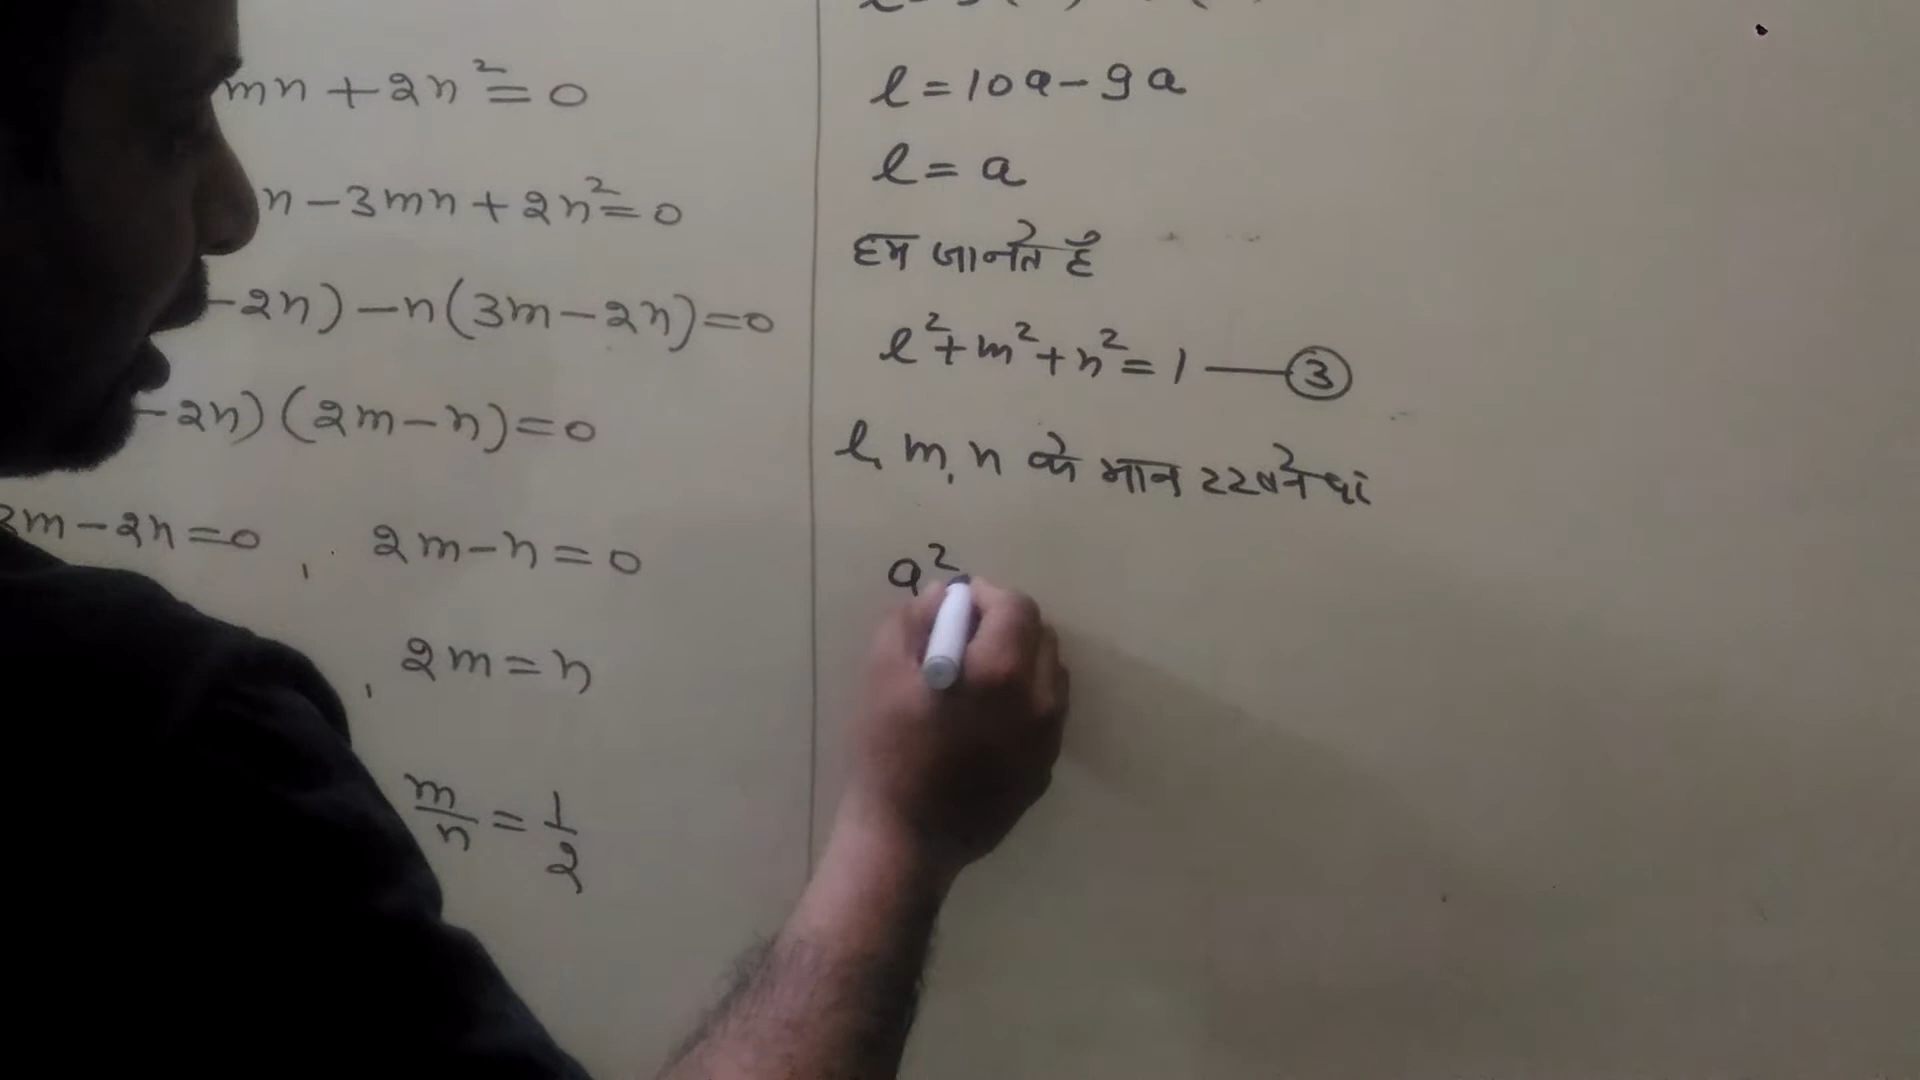 mn + 2n² = 0
n - 3mn + 2n² = 0
- 2n) - n(3m - 2n) = 0
- 2n) (2m - n) = 0
3m - 2n = 0 , 2m - n = 0
, 2m = n
m/n = 1/2
l = 10a - 9a
l = a
हम जानते है
l² + m² + n² = 1 — ③
l, m, n के मान रखने पर
a²